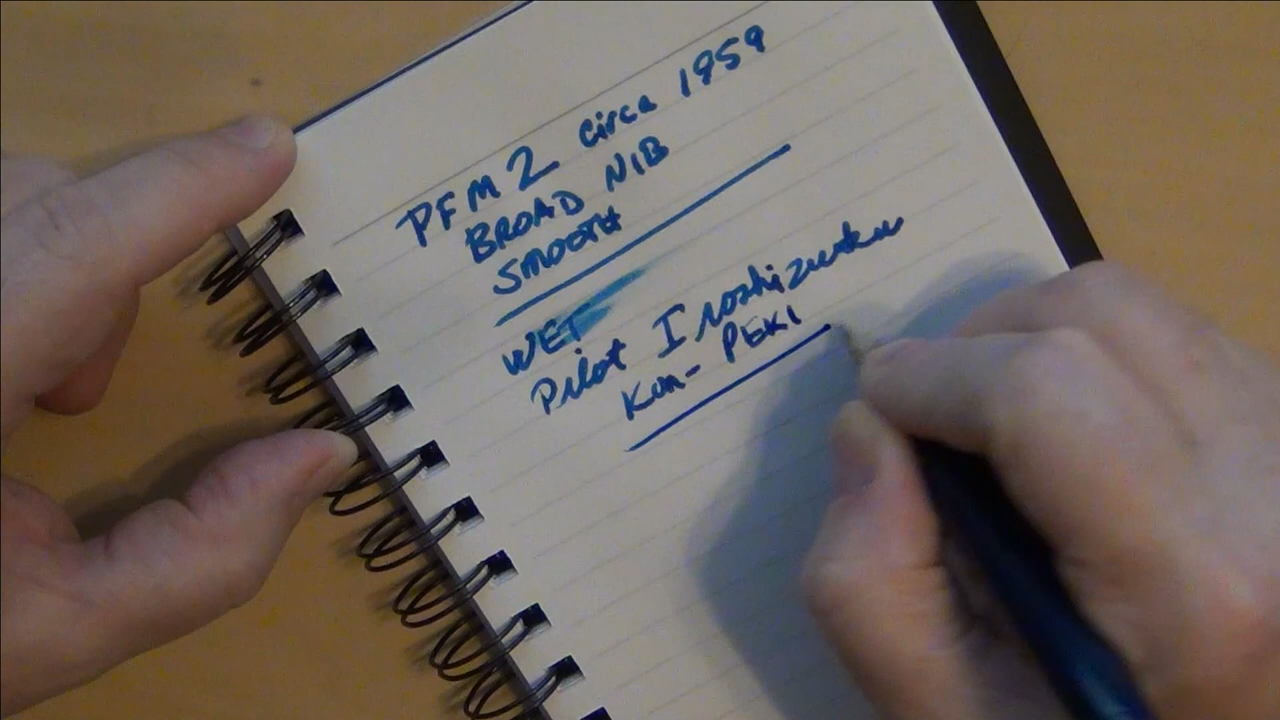 PFM 2 circa 1959
BROAD NIB
SMOOTH
WET
Pilot Iroshizuku
Kon-PEKI